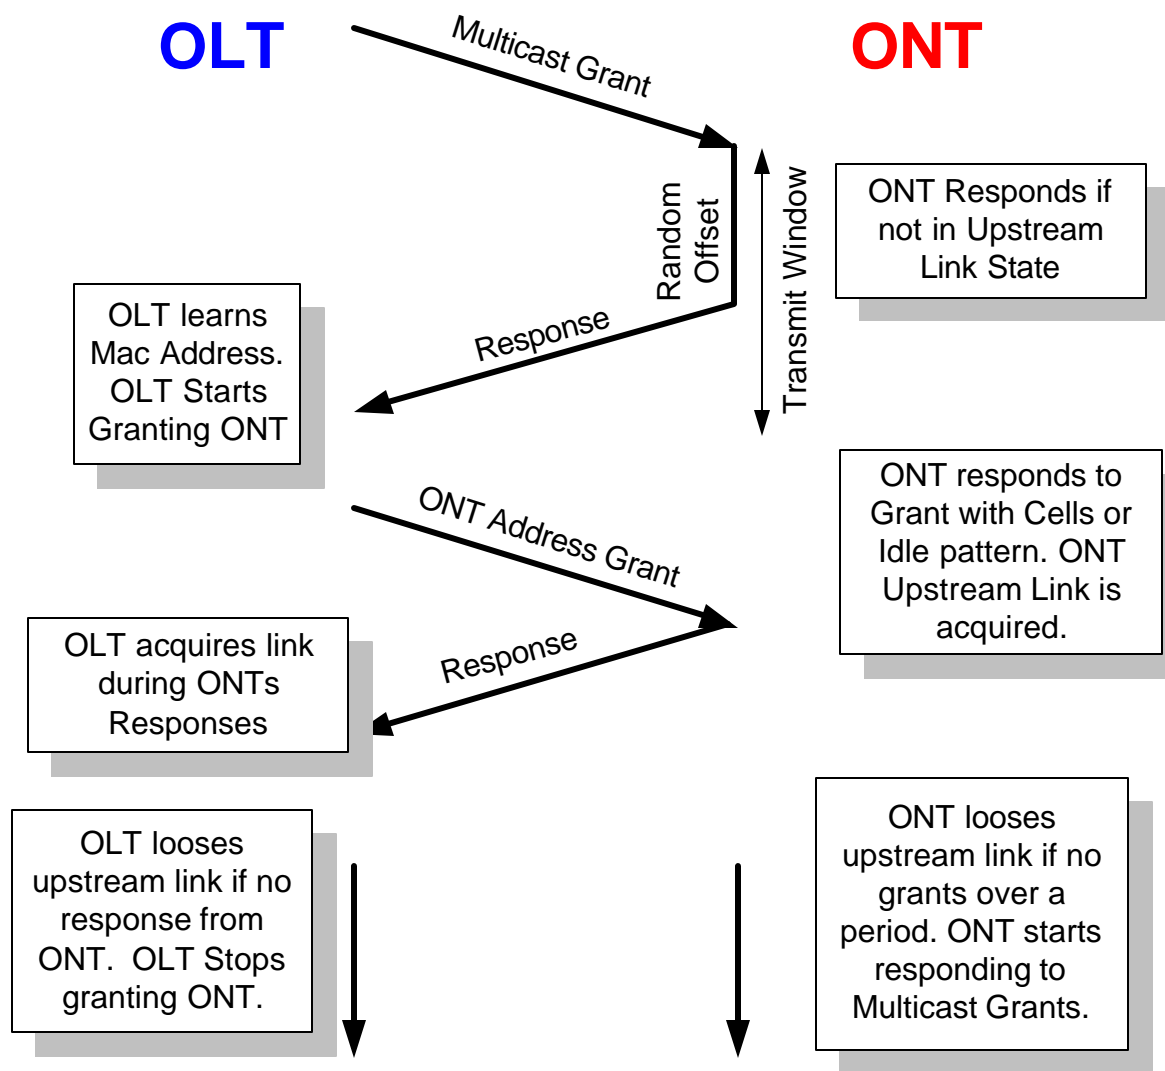 OLT
ONT
Multicast Grant
Random
Offset
Transmit Window
ONT Responds if
not in Upstream
Link State
Response
OLT learns
Mac Address.
OLT Starts
Granting ONT
ONT Address Grant
ONT responds to
Grant with Cells or
Idle pattern. ONT
Upstream Link is
acquired.
Response
OLT acquires link
during ONTs
Responses
OLT looses
upstream link if no
response from
ONT.  OLT Stops
granting ONT.
ONT looses
upstream link if no
grants over a
period. ONT starts
responding to
Multicast Grants.